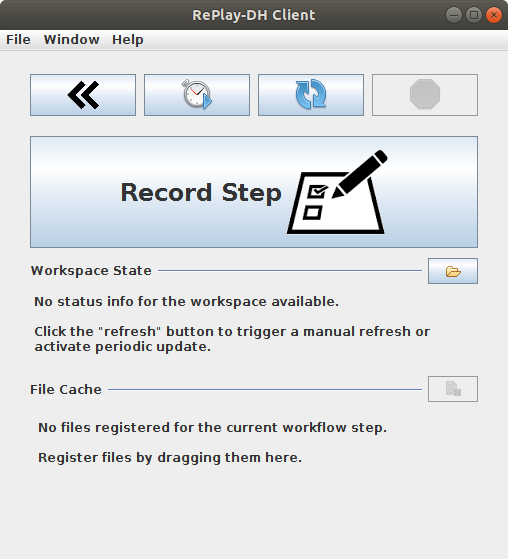 RePlay-DH Client
File Window Help
Record Step
Workspace State
No status info for the workspace available.
Click the "refresh" button to trigger a manual refresh or
activate periodic update.
File Cache
No files registered for the current workflow step.
Register files by dragging them here.